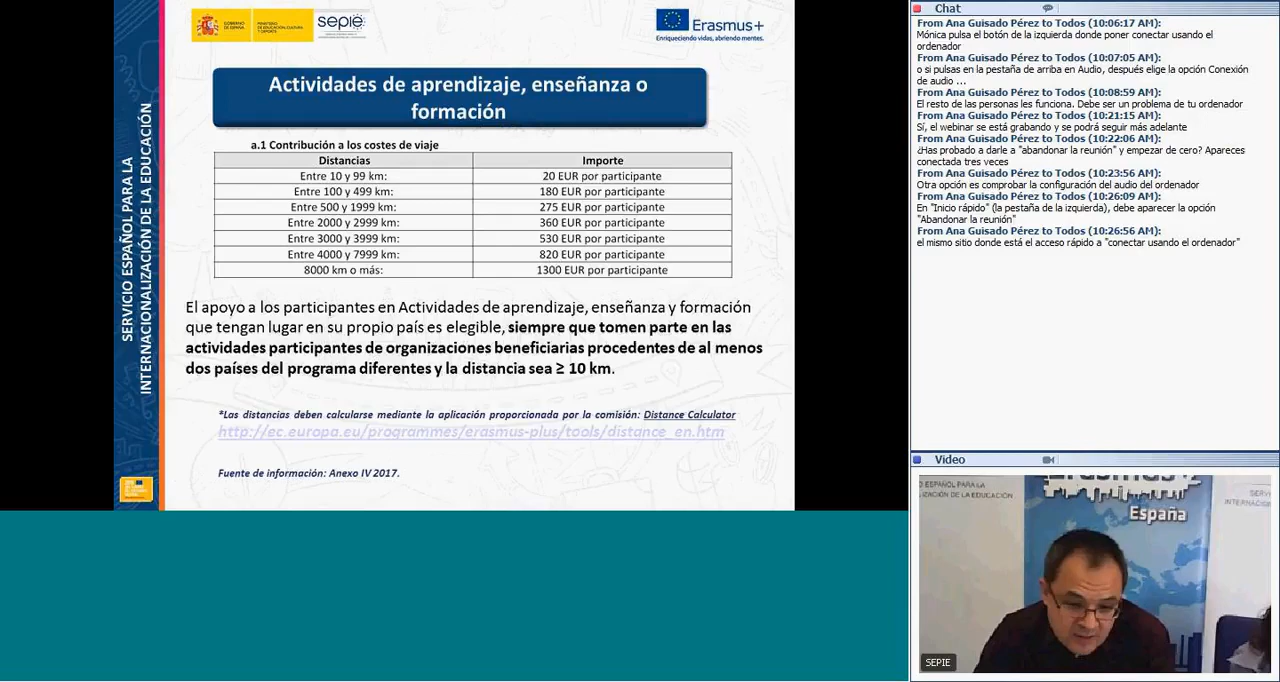 GOBIERNO DE ESPAÑA
MINISTERIO DE EDUCACIÓN, CULTURA Y DEPORTE
sepie
Erasmus+
Enriqueciendo vidas, abriendo mentes.
SERVICIO ESPAÑOL PARA LA
INTERNACIONALIZACIÓN DE LA EDUCACIÓN
Actividades de aprendizaje, enseñanza o
formación
a.1 Contribución a los costes de viaje
Distancias Importe
Entre 10 y 99 km: 20 EUR por participante
Entre 100 y 499 km: 180 EUR por participante
Entre 500 y 1999 km: 275 EUR por participante
Entre 2000 y 2999 km: 360 EUR por participante
Entre 3000 y 3999 km: 530 EUR por participante
Entre 4000 y 7999 km: 820 EUR por participante
8000 km o más: 1300 EUR por participante
El apoyo a los participantes en Actividades de aprendizaje, enseñanza y formación
que tengan lugar en su propio país es elegible, siempre que tomen parte en las
actividades participantes de organizaciones beneficiarias procedentes de al menos
dos países del programa diferentes y la distancia sea ≥ 10 km.
*Las distancias deben calcularse mediante la aplicación proporcionada por la comisión: Distance Calculator
http://ec.europa.eu/programmes/erasmus-plus/tools/distance_en.htm
Fuente de información: Anexo IV 2017.
Chat
From Ana Guisado Pérez to Todos (10:06:17 AM):
Mónica pulsa el botón de la izquierda donde poner conectar usando el
ordenador
From Ana Guisado Pérez to Todos (10:07:05 AM):
o si pulsas en la pestaña de arriba en Audio, después elige la opción Conexión
de audio ...
From Ana Guisado Pérez to Todos (10:08:59 AM):
El resto de las personas les funciona. Debe ser un problema de tu ordenador
From Ana Guisado Pérez to Todos (10:21:15 AM):
Sí, el webinar se está grabando y se podrá seguir más adelante
From Ana Guisado Pérez to Todos (10:22:06 AM):
¿Has probado a darle a "abandonar la reunión" y empezar de cero? Apareces
conectada tres veces
From Ana Guisado Pérez to Todos (10:23:56 AM):
Otra opción es comprobar la configuración del audio del ordenador
From Ana Guisado Pérez to Todos (10:26:09 AM):
En "Inicio rápido" (la pestaña de la izquierda), debe aparecer la opción
"Abandonar la reunión"
From Ana Guisado Pérez to Todos (10:26:56 AM):
el mismo sitio donde está el acceso rápido a "conectar usando el ordenador"
Video
O ESPAÑOL PARA LA
ALIZACIÓN DE LA EDUCACIÓN
España
SERV
INTERNACION
SEPIE